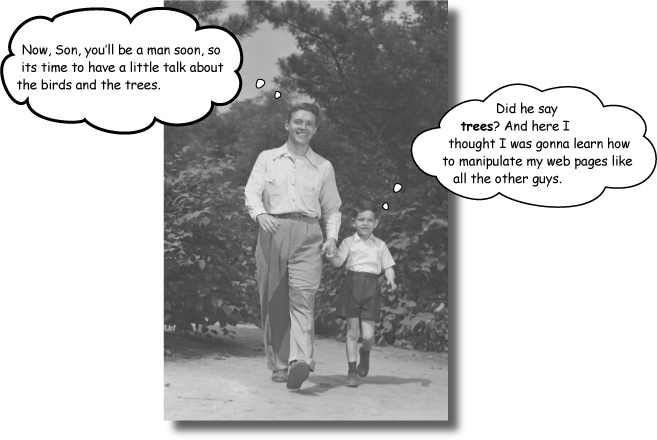 Now, Son, you'll be a man soon, so
its time to have a little talk about
the birds and the trees.
Did he say
trees? And here I
thought I was gonna learn how
to manipulate my web pages like
all the other guys.